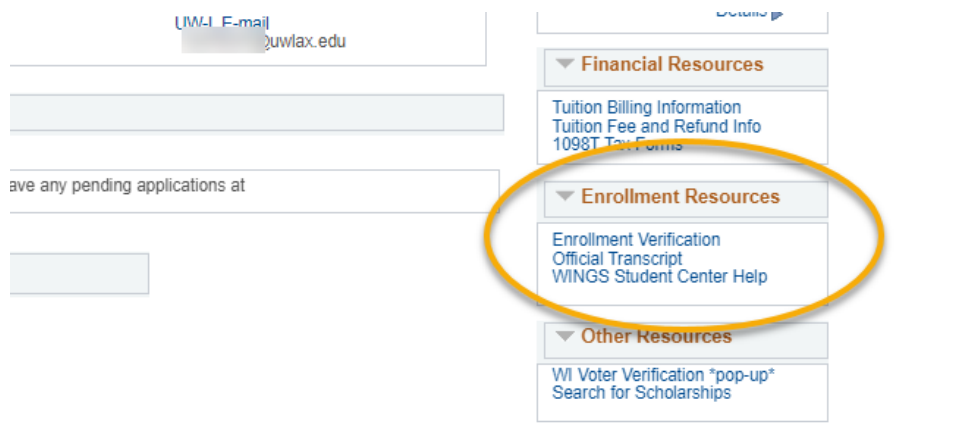 UW-L E-mail
@uwlax.edu
ave any pending applications at
Details
Financial Resources
Tuition Billing Information
Tuition Fee and Refund Info
1098T Tax Forms
Enrollment Resources
Enrollment Verification
Official Transcript
WINGS Student Center Help
Other Resources
WI Voter Verification *pop-up*
Search for Scholarships